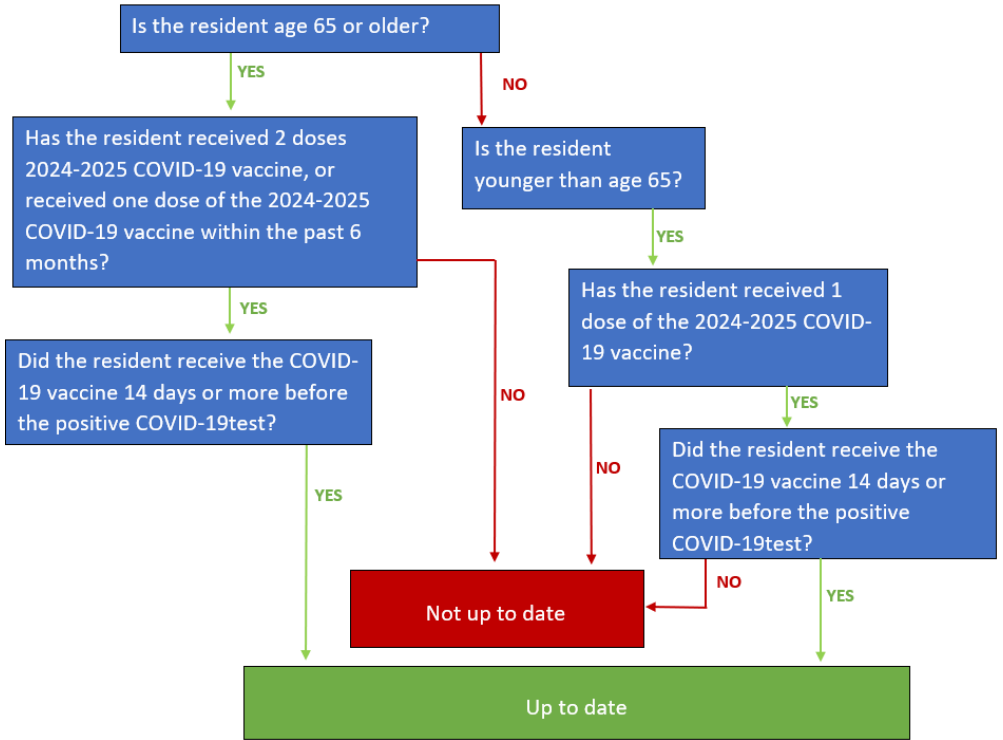 Is the resident age 65 or older?
YES
NO
Has the resident received 2 doses
2024-2025 COVID-19 vaccine, or
received one dose of the 2024-2025
COVID-19 vaccine within the past 6
months?
Is the resident
younger than age 65?
YES
YES
Has the resident received 1
dose of the 2024-2025 COVID-
19 vaccine?
Did the resident receive the COVID-
19 vaccine 14 days or more before
the positive COVID-19test?
NO
YES
NO
YES
Did the resident receive the
COVID-19 vaccine 14 days or
more before the positive
COVID-19test?
NO
YES
Not up to date
Up to date